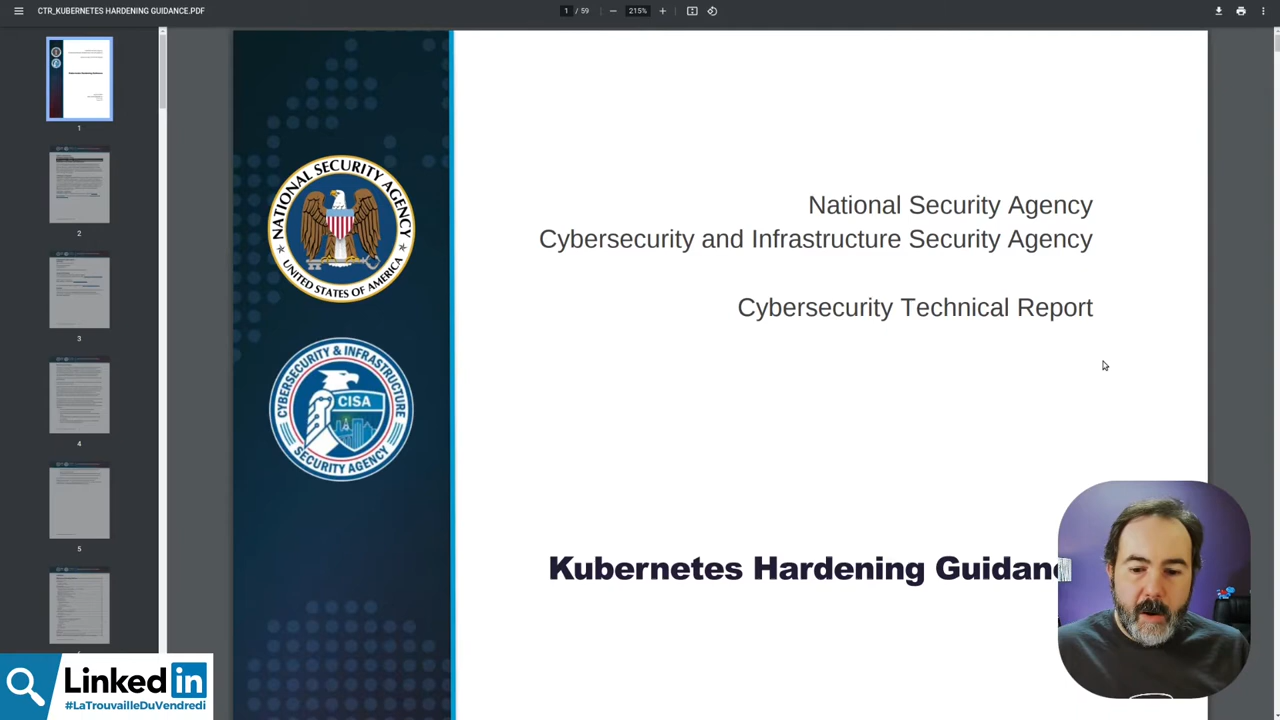 CTR_KUBERNETES HARDENING GUIDANCE.PDF
1 / 59
215%
1
2
3
4
5
NATIONAL SECURITY AGENCY
UNITED STATES OF AMERICA
CYBERSECURITY & INFRASTRUCTURE
CISA
SECURITY AGENCY
National Security Agency
Cybersecurity and Infrastructure Security Agency
Cybersecurity Technical Report
Kubernetes Hardening Guidanc
Linked in
#LaTrouvailleDuVendredi